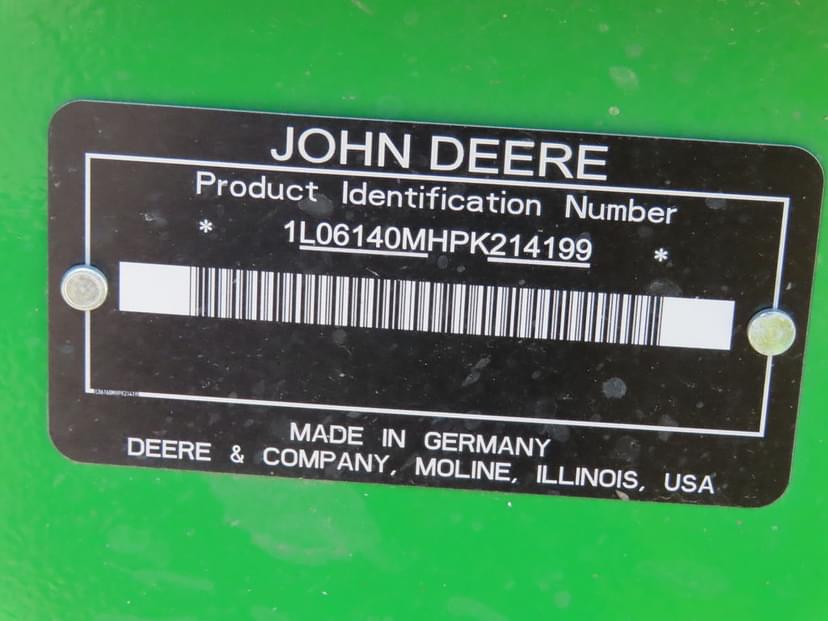 JOHN DEERE
Product Identification Number
* 1L06140MHPK214199 *
MADE IN GERMANY
DEERE & COMPANY, MOLINE, ILLINOIS, USA